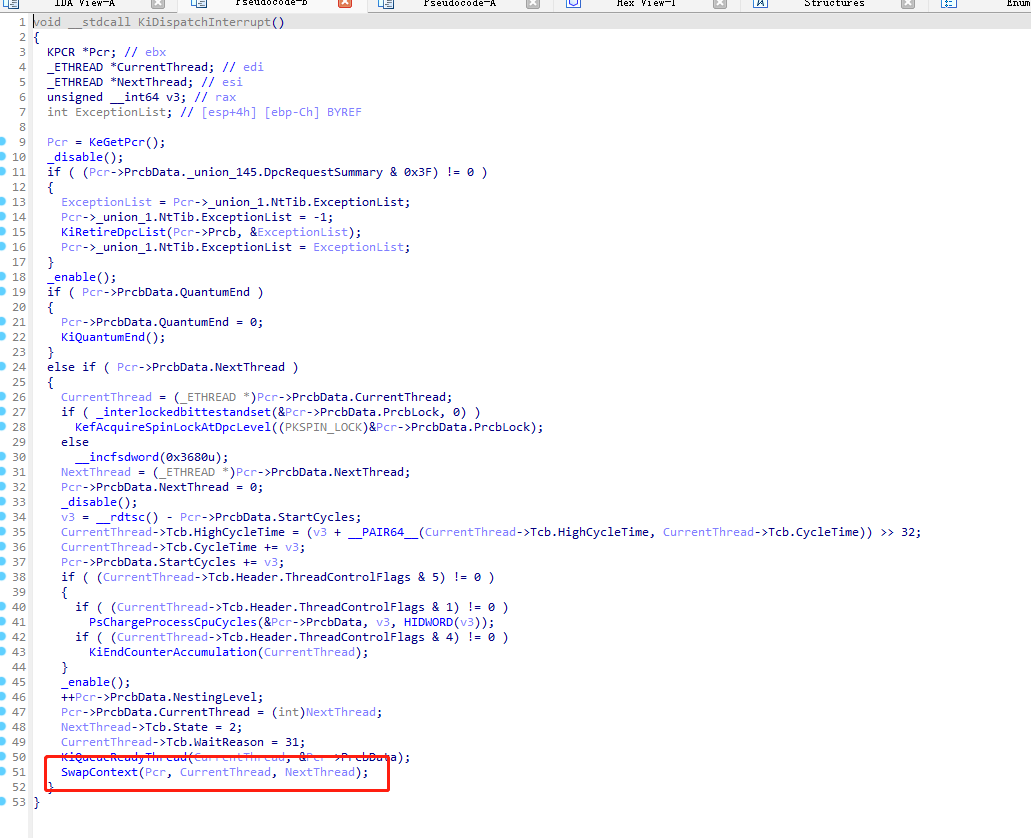 IDA View-A Pseudocode-B Pseudocode-A Hex View-1 Structures Enum
1 void __stdcall KiDispatchInterrupt()
2 {
3 KPCR *Pcr; // ebx
4 _ETHREAD *CurrentThread; // edi
5 _ETHREAD *NextThread; // esi
6 unsigned __int64 v3; // rax
7 int ExceptionList; // [esp+4h] [ebp-Ch] BYREF
8
9 Pcr = KeGetPcr();
10 _disable();
11 if ( (Pcr->PrcbData._union_145.DpcRequestSummary & 0x3F) != 0 )
12 {
13 ExceptionList = Pcr->_union_1.NtTib.ExceptionList;
14 Pcr->_union_1.NtTib.ExceptionList = -1;
15 KiRetireDpcList(Pcr->Prcb, &ExceptionList);
16 Pcr->_union_1.NtTib.ExceptionList = ExceptionList;
17 }
18 _enable();
19 if ( Pcr->PrcbData.QuantumEnd )
20 {
21 Pcr->PrcbData.QuantumEnd = 0;
22 KiQuantumEnd();
23 }
24 else if ( Pcr->PrcbData.NextThread )
25 {
26 CurrentThread = (_ETHREAD *)Pcr->PrcbData.CurrentThread;
27 if ( _interlockedbittestandset(&Pcr->PrcbData.PrcbLock, 0) )
28 KefAcquireSpinLockAtDpcLevel((PKSPIN_LOCK)&Pcr->PrcbData.PrcbLock);
29 else
30 __incfsdword(0x3680u);
31 NextThread = (_ETHREAD *)Pcr->PrcbData.NextThread;
32 Pcr->PrcbData.NextThread = 0;
33 _disable();
34 v3 = __rdtsc() - Pcr->PrcbData.StartCycles;
35 CurrentThread->Tcb.HighCycleTime = (v3 + __PAIR64__(CurrentThread->Tcb.HighCycleTime, CurrentThread->Tcb.CycleTime)) >> 32;
36 CurrentThread->Tcb.CycleTime += v3;
37 Pcr->PrcbData.StartCycles += v3;
38 if ( (CurrentThread->Tcb.Header.ThreadControlFlags & 5) != 0 )
39 {
40 if ( (CurrentThread->Tcb.Header.ThreadControlFlags & 1) != 0 )
41 PsChargeProcessCpuCycles(&Pcr->PrcbData, v3, HIDWORD(v3));
42 if ( (CurrentThread->Tcb.Header.ThreadControlFlags & 4) != 0 )
43 KiEndCounterAccumulation(CurrentThread);
44 }
45 _enable();
46 ++Pcr->PrcbData.NestingLevel;
47 Pcr->PrcbData.CurrentThread = (int)NextThread;
48 NextThread->Tcb.State = 2;
49 CurrentThread->Tcb.WaitReason = 31;
50 KiQueueReadyThread(CurrentThread, &Pcr->PrcbData);
51 SwapContext(Pcr, CurrentThread, NextThread);
52 }
53 }